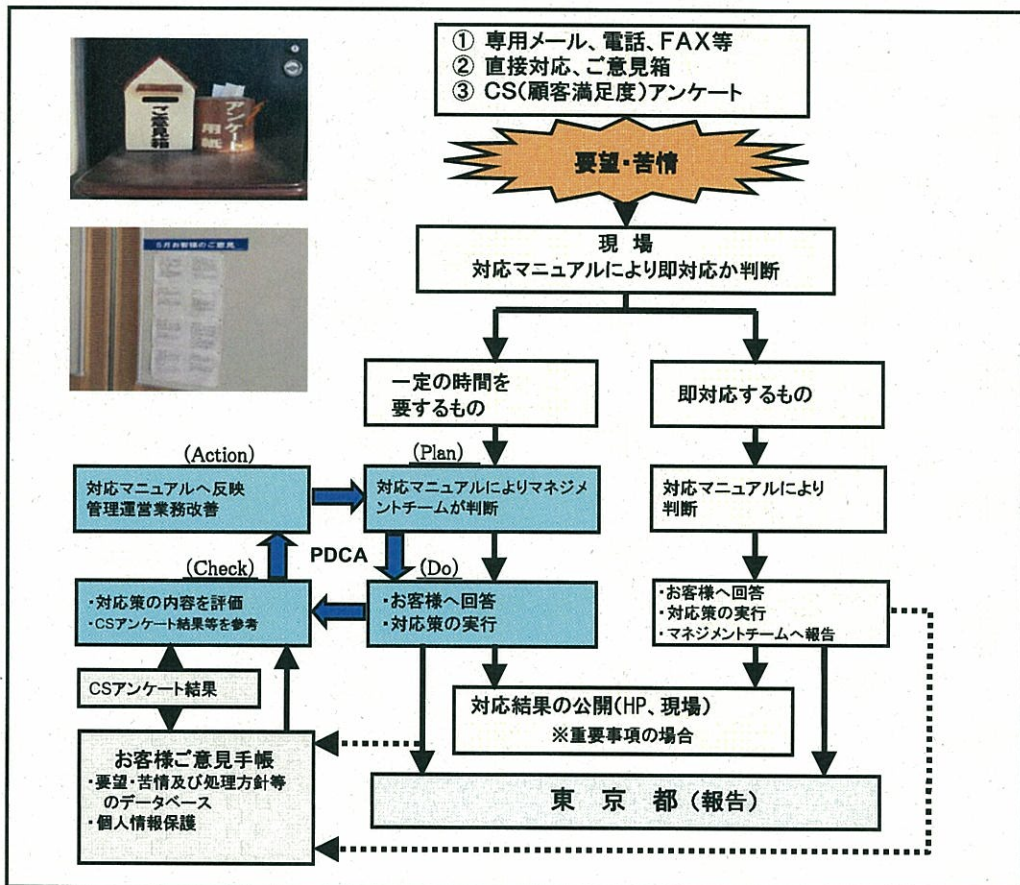 ① 専用メール、電話、FAX等
② 直接対応、ご意見箱
③ CS(顧客満足度)アンケート
ご意見箱
アンケート
用紙
要望・苦情
5月お客様のご意見
現 場
対応マニュアルにより即対応か判断
一定の時間を
要するもの
即対応するもの
(Action)
対応マニュアルへ反映
管理運営業務改善
(Plan)
対応マニュアルによりマネジメ
ントチームが判断
対応マニュアルにより
判断
PDCA
(Check)
・対応策の内容を評価
・CSアンケート結果等を参考
(Do)
・お客様へ回答
・対応策の実行
・お客様へ回答
・対応策の実行
・マネジメントチームへ報告
CSアンケート結果
対応結果の公開(HP、現場)
※重要事項の場合
お客様ご意見手帳
・要望・苦情及び処理方針等
のデータベース
・個人情報保護
東 京 都 (報告)